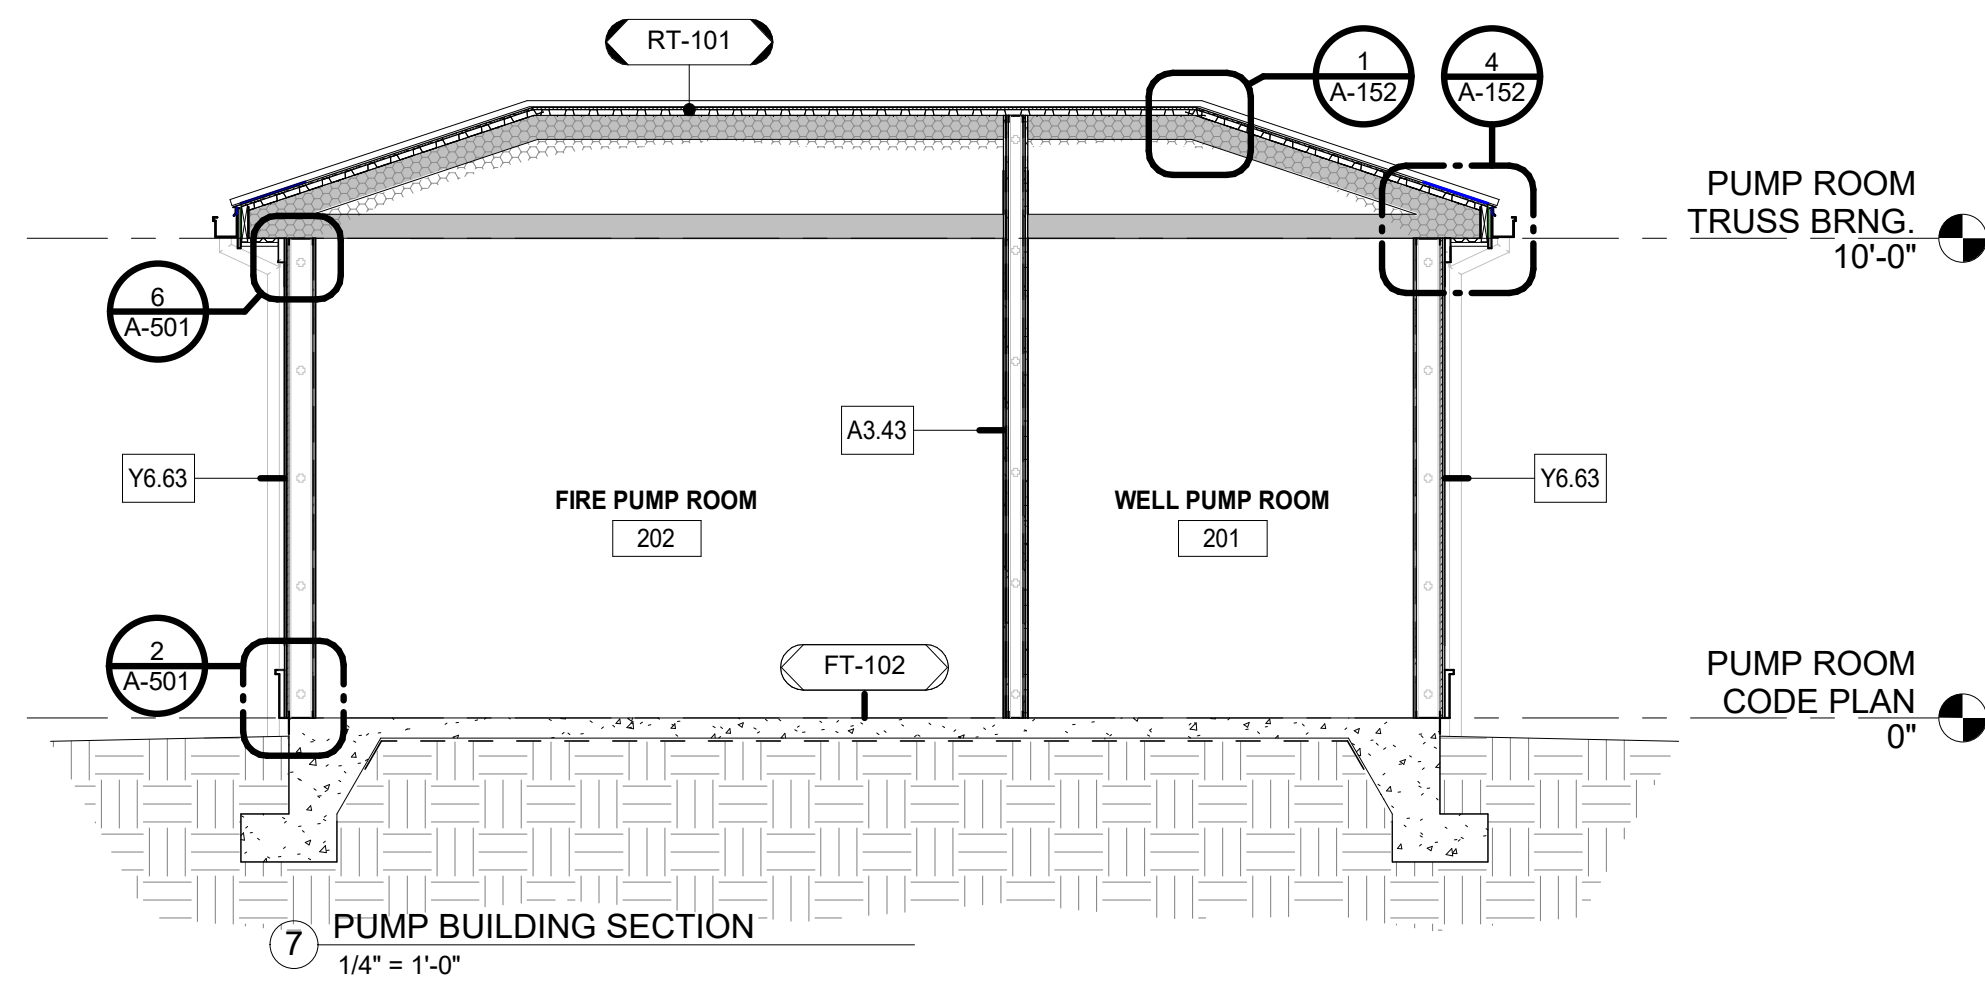 RT-101
1
A-152
4
A-152
PUMP ROOM
TRUSS BRNG.
10'-0"
6
A-501
A3.43
Y6.63
Y6.63
FIRE PUMP ROOM
202
WELL PUMP ROOM
201
2
A-501
FT-102
PUMP ROOM
CODE PLAN
0"
7
PUMP BUILDING SECTION
1/4" = 1'-0"